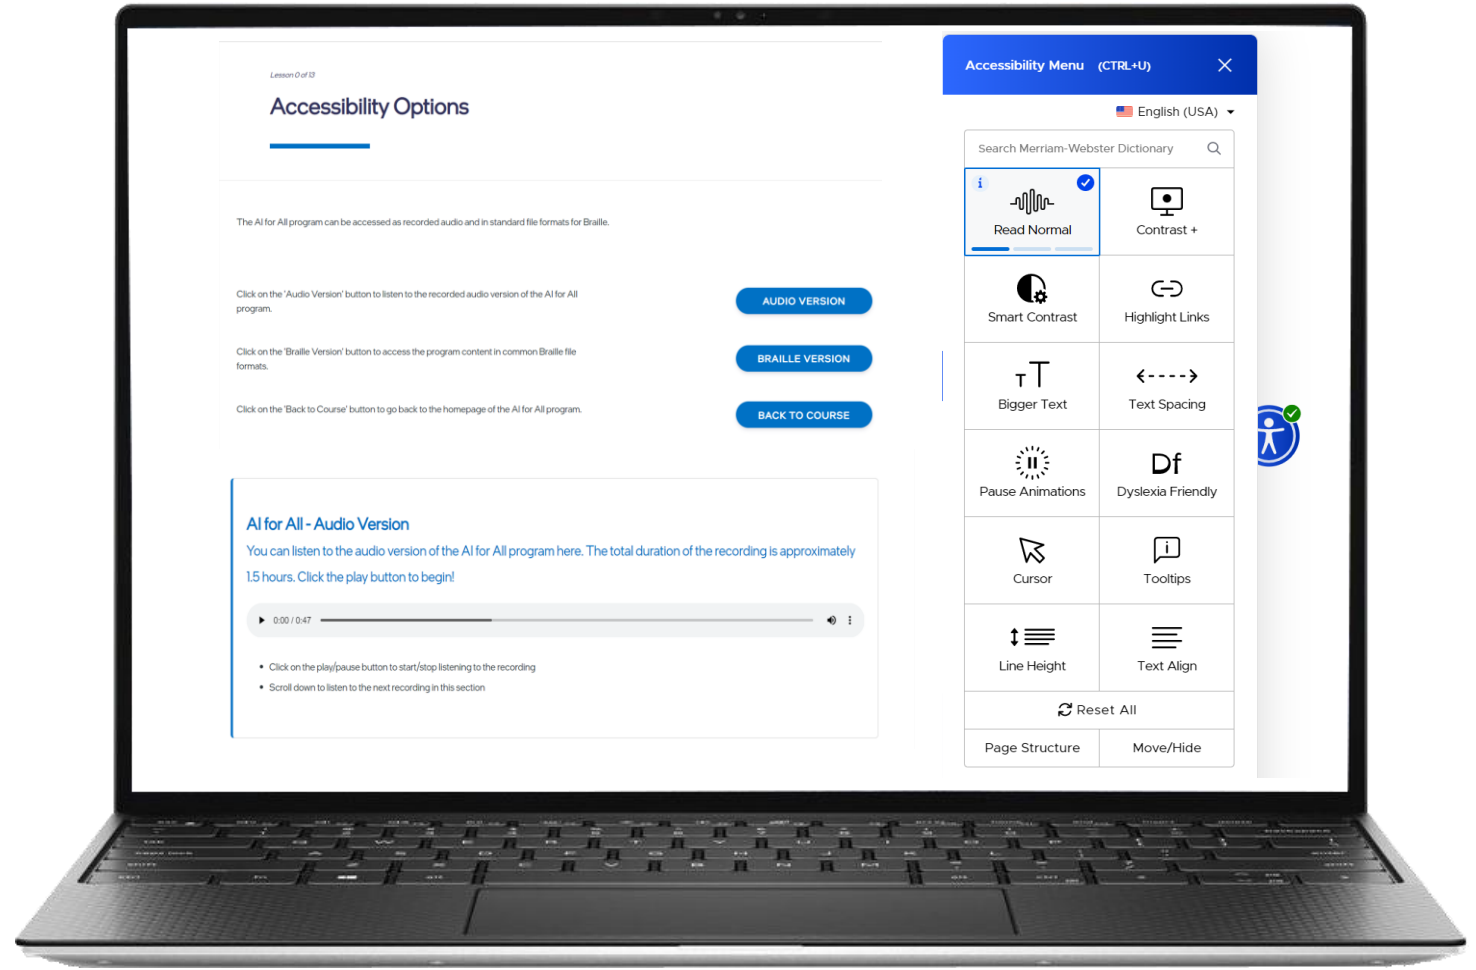 Lesson 0 of 13
Accessibility Options
The AI for All program can be accessed as recorded audio and in standard file formats for Braille.
Click on the 'Audio Version' button to listen to the recorded audio version of the AI for All
program.
AUDIO VERSION
Click on the 'Braille Version' button to access the program content in common Braille file
formats.
BRAILLE VERSION
Click on the 'Back to Course' button to go back to the homepage of the AI for All program.
BACK TO COURSE
AI for All - Audio Version
You can listen to the audio version of the AI for All program here. The total duration of the recording is approximately
1.5 hours. Click the play button to begin!
0:00 / 0:47
Click on the play/pause button to start/stop listening to the recording
Scroll down to listen to the next recording in this section
Accessibility Menu (CTRL+U)
English (USA)
Search Merriam-Webster Dictionary
Read Normal
Contrast +
Smart Contrast
Highlight Links
Bigger Text
Text Spacing
Pause Animations
Df
Dyslexia Friendly
Cursor
Tooltips
Line Height
Text Align
Reset All
Page Structure
Move/Hide